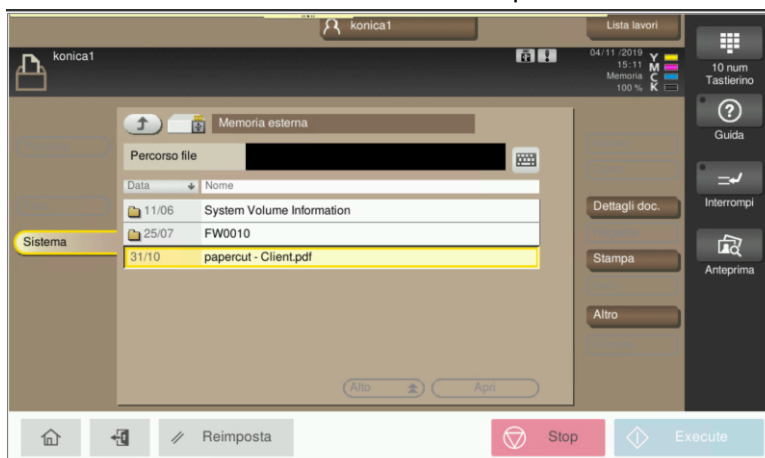 konica1
Lista lavori
konica1
04/11 /2019
15:11
Memoria
100 %
Y
M
C
K
10 num
Tastierino
Guida
Interrompi
Anteprima
Memoria esterna
Percorso file
Data
Nome
11/06
System Volume Information
25/07
FW0010
31/10
papercut - Client.pdf
Sistema
Dettagli doc.
Stampa
Altro
Alto
Apri
Reimposta
Stop
Execute